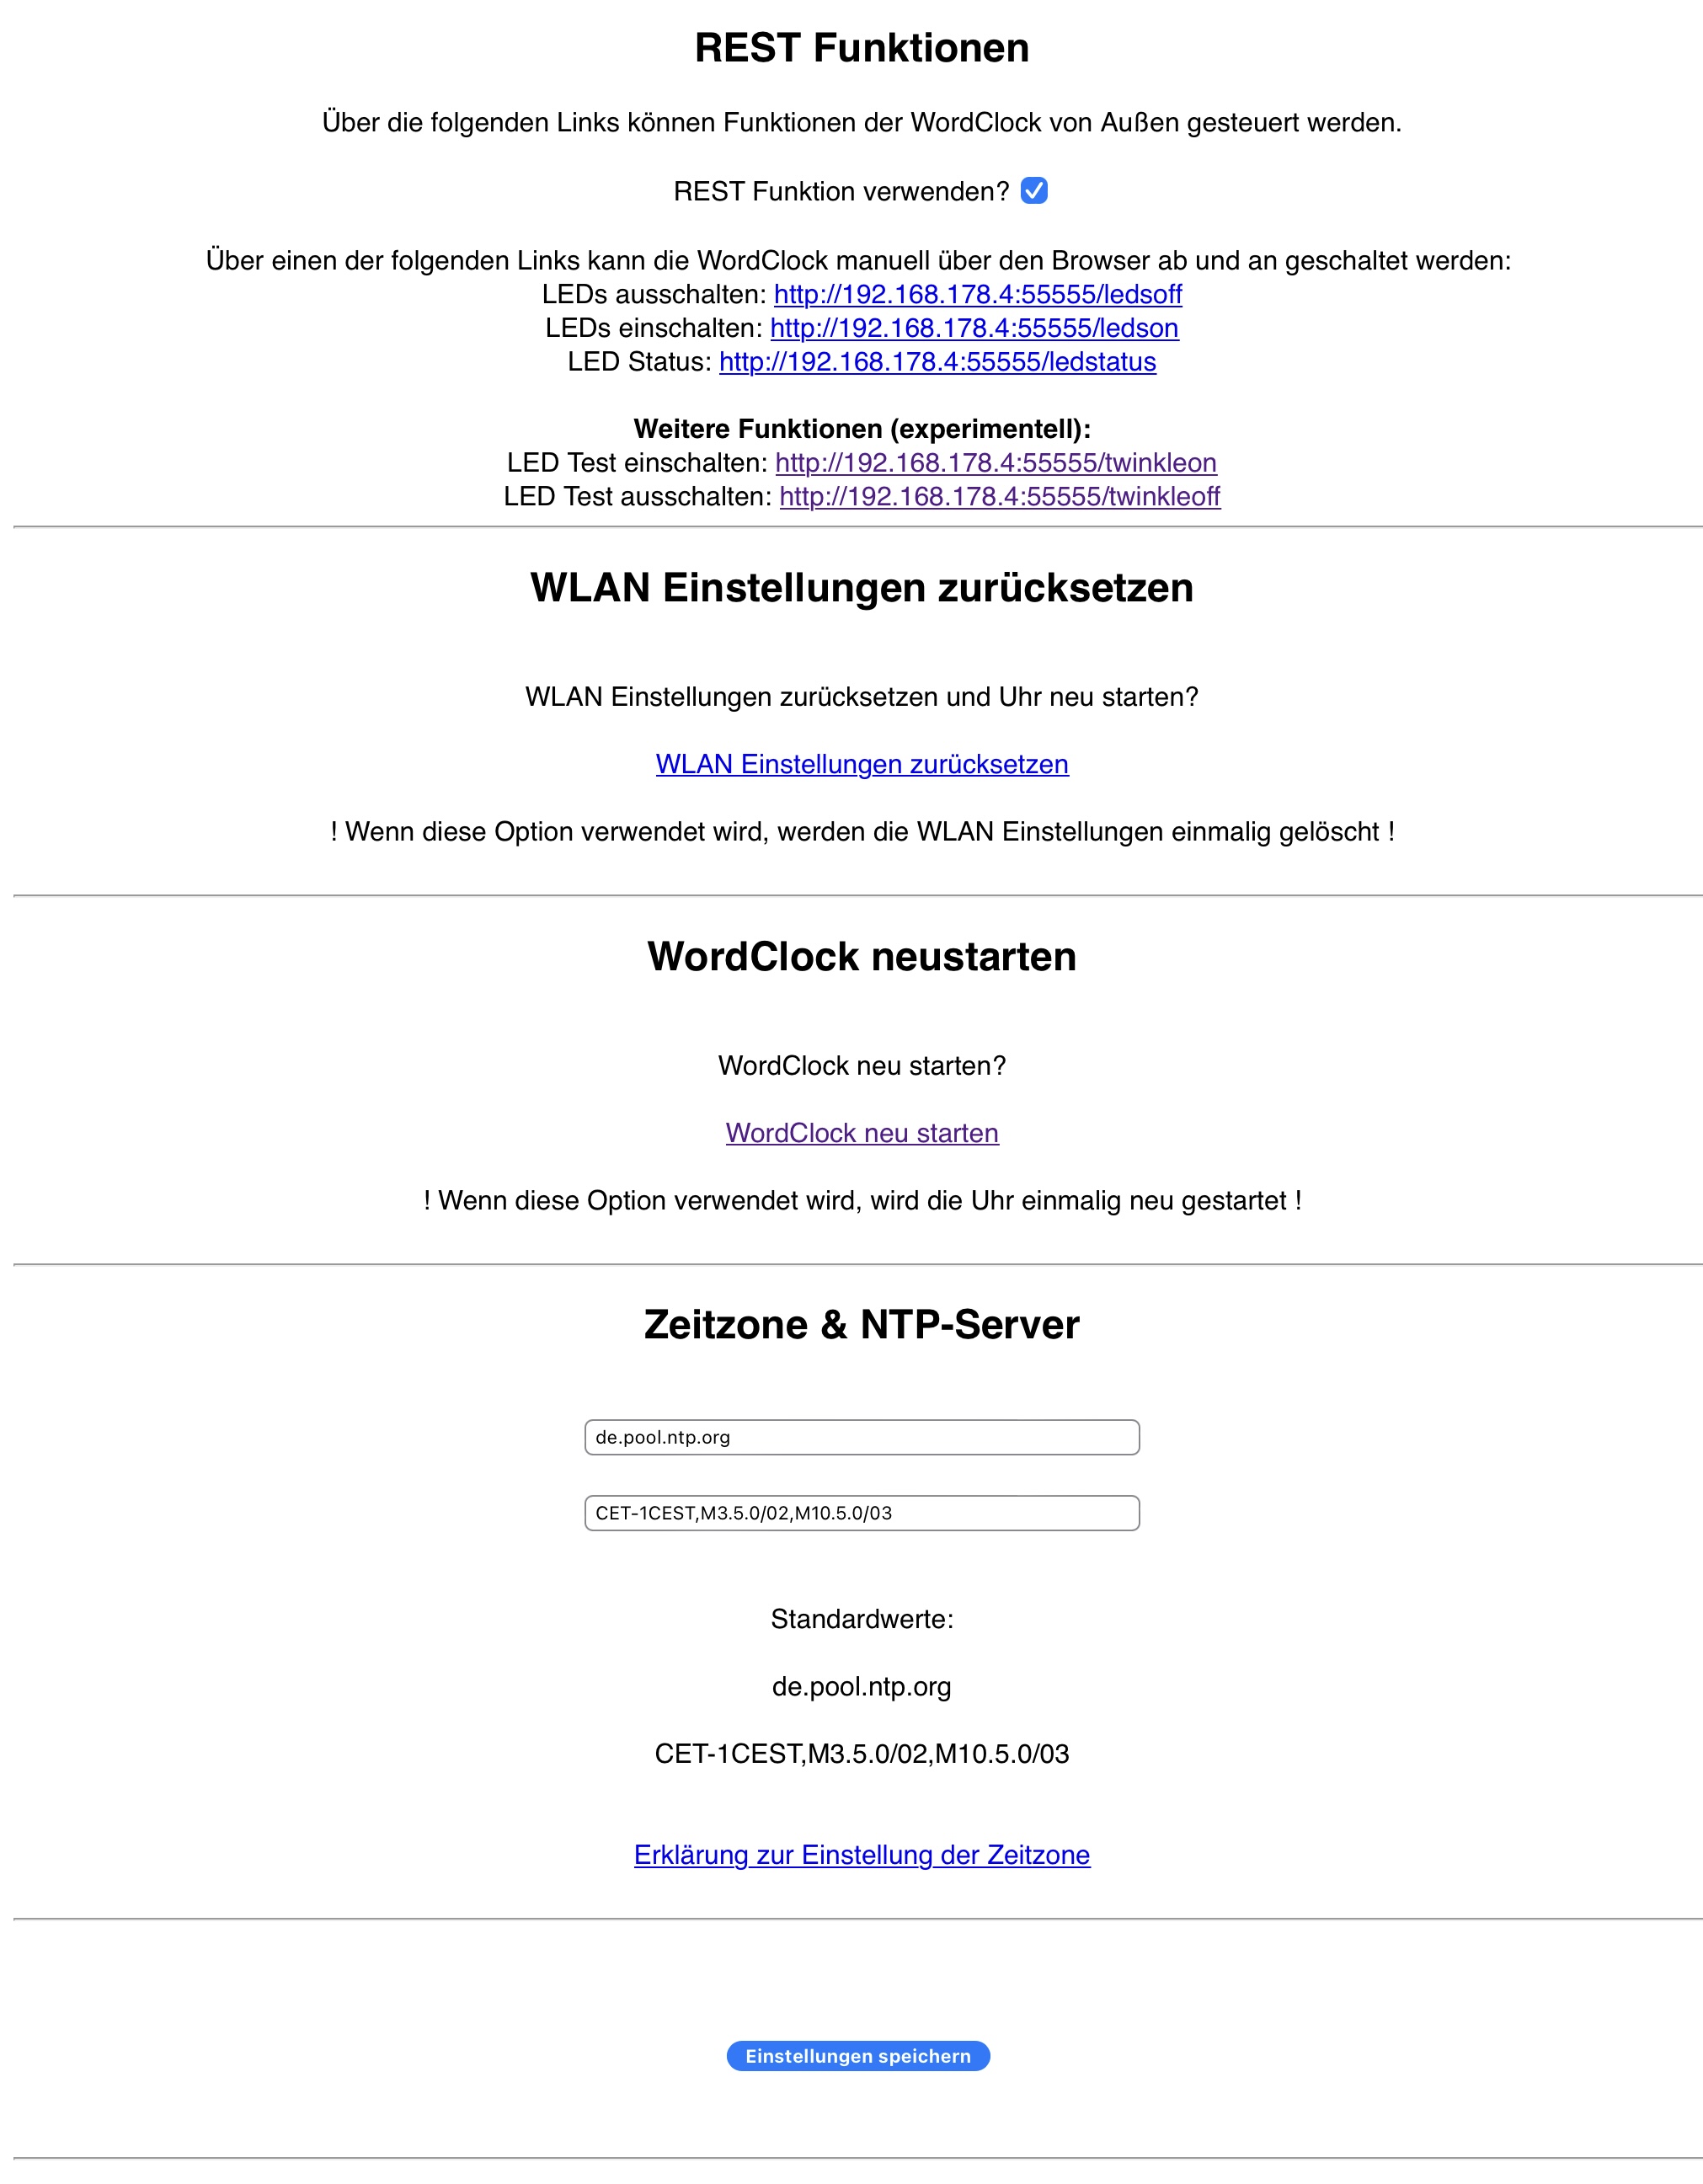 REST Funktionen
Über die folgenden Links können Funktionen der WordClock von Außen gesteuert werden.
REST Funktion verwenden?
Über einen der folgenden Links kann die WordClock manuell über den Browser ab und an geschaltet werden:
LEDs ausschalten: http://192.168.178.4:55555/ledsoff
LEDs einschalten: http://192.168.178.4:55555/ledson
LED Status: http://192.168.178.4:55555/ledstatus
Weitere Funktionen (experimentell):
LED Test einschalten: http://192.168.178.4:55555/twinkleon
LED Test ausschalten: http://192.168.178.4:55555/twinkleoff
WLAN Einstellungen zurücksetzen
WLAN Einstellungen zurücksetzen und Uhr neu starten?
WLAN Einstellungen zurücksetzen
! Wenn diese Option verwendet wird, werden die WLAN Einstellungen einmalig gelöscht !
WordClock neustarten
WordClock neu starten?
WordClock neu starten
! Wenn diese Option verwendet wird, wird die Uhr einmalig neu gestartet !
Zeitzone & NTP-Server
de.pool.ntp.org
CET-1CEST,M3.5.0/02,M10.5.0/03
Standardwerte:
de.pool.ntp.org
CET-1CEST,M3.5.0/02,M10.5.0/03
Erklärung zur Einstellung der Zeitzone
Einstellungen speichern